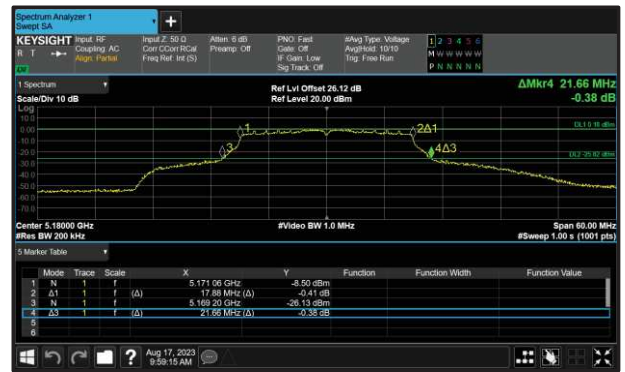 Spectrum Analyzer 1
Swept SA
KEYSIGHT Input: RF Input Z: 50 Ω Atten: 6 dB PNO: Fast #Avg Type: Voltage 1 2 3 4 5 6
R T Coupling: AC Corr CCorr RCal Preamp: Off Gate: Off Avg|Hold: 10/10 M W W W W W
Align: Partial Freq Ref: Int (S) IF Gain: Low Trig: Free Run
Sig Track: Off P N N N N N
1 Spectrum
Scale/Div 10 dB
Ref Lvl Offset 26.12 dB
Ref Level 20.00 dBm
ΔMkr4 21.66 MHz
-0.38 dB
Log
10.0
0.00
-10.0
-20.0
-30.0
-40.0
-50.0
-60.0
-70.0
1
2Δ1
3
4Δ3
DL1 0.18 dBm
DL2 -25.82 dBm
Center 5.18000 GHz #Video BW 1.0 MHz Span 60.00 MHz
#Res BW 200 kHz #Sweep 1.00 s (1001 pts)
5 Marker Table
Mode Trace Scale X Y Function Function Width Function Value
1 N 1 f 5.171 06 GHz -8.50 dBm
2 Δ1 1 f (Δ) 17.88 MHz (Δ) -0.41 dB
3 N 1 f 5.169 20 GHz -26.13 dBm
4 Δ3 1 f (Δ) 21.66 MHz (Δ) -0.38 dB
5
6
? Aug 17, 2023
9:59:15 AM